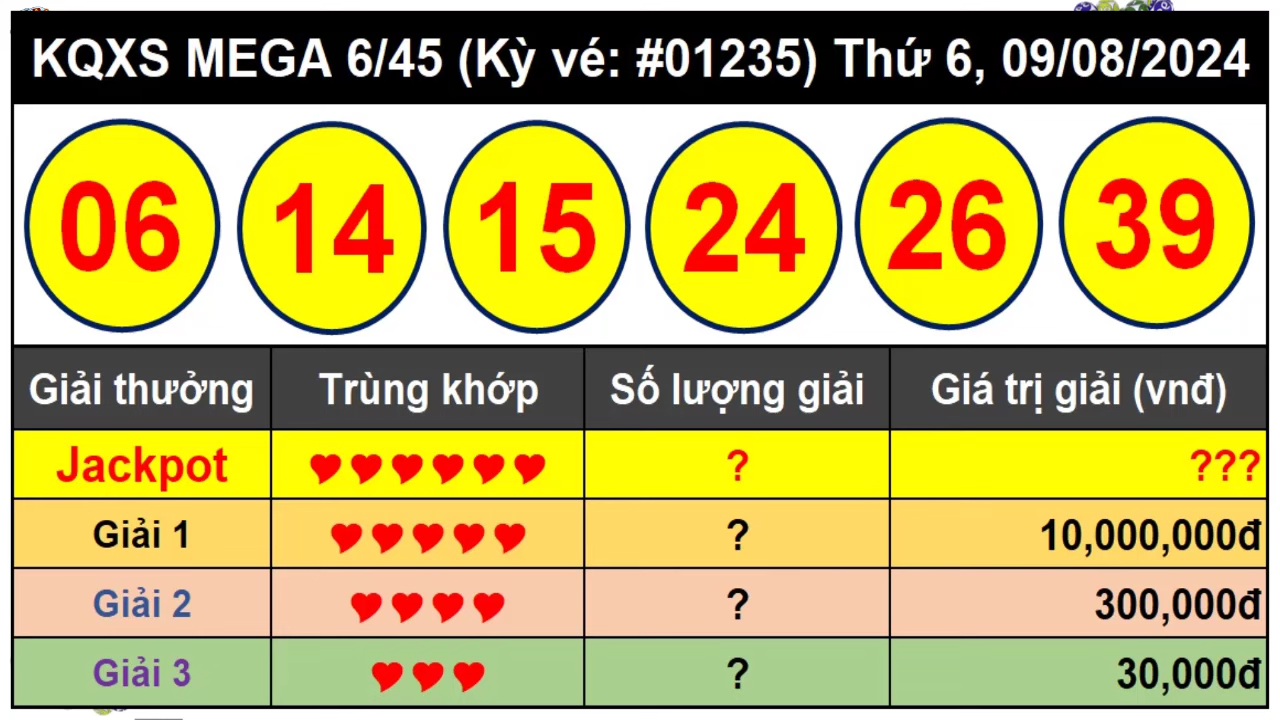 KQXS MEGA 6/45 (Kỳ vé: #01235) Thứ 6, 09/08/2024
06 14 15 24 26 39
Giải thưởng Trùng khớp Số lượng giải Giá trị giải (vnđ)
Jackpot ? ???
Giải 1 ? 10,000,000đ
Giải 2 ? 300,000đ
Giải 3 ? 30,000đ